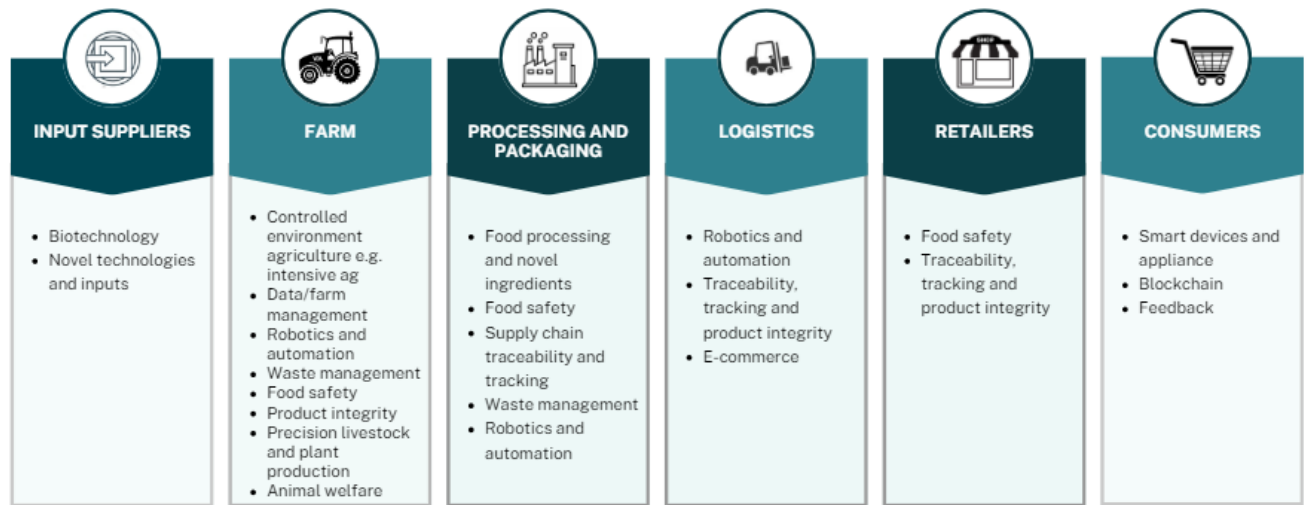 INPUT SUPPLIERS
• Biotechnology
• Novel technologies
and inputs
FARM
• Controlled
environment
agriculture e.g.
intensive ag
• Data/farm
management
• Robotics and
automation
• Waste management
• Food safety
• Product integrity
• Precision livestock
and plant
production
• Animal welfare
PROCESSING AND
PACKAGING
• Food processing
and novel
ingredients
• Food safety
• Supply chain
traceability and
tracking
• Waste management
• Robotics and
automation
LOGISTICS
• Robotics and
automation
• Traceability,
tracking and
product integrity
• E-commerce
SHOP
RETAILERS
• Food safety
• Traceability,
tracking and
product integrity
CONSUMERS
• Smart devices and
appliance
• Blockchain
• Feedback